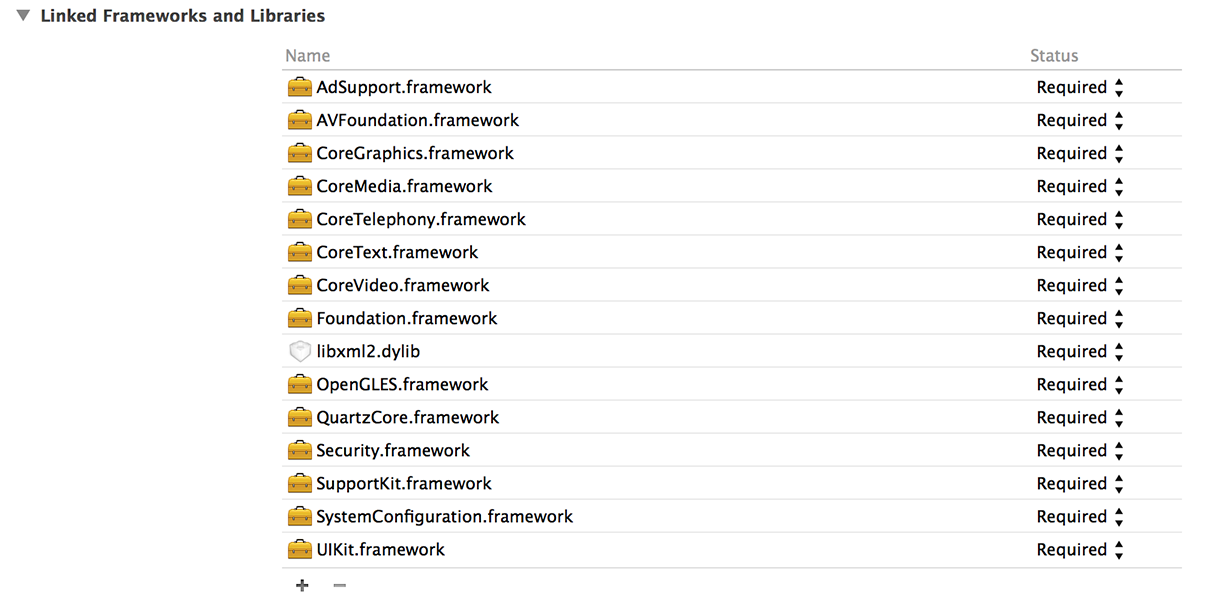 Linked Frameworks and Libraries
Name Status
AdSupport.framework Required
AVFoundation.framework Required
CoreGraphics.framework Required
CoreMedia.framework Required
CoreTelephony.framework Required
CoreText.framework Required
CoreVideo.framework Required
Foundation.framework Required
libxml2.dylib Required
OpenGLES.framework Required
QuartzCore.framework Required
Security.framework Required
SupportKit.framework Required
SystemConfiguration.framework Required
UIKit.framework Required